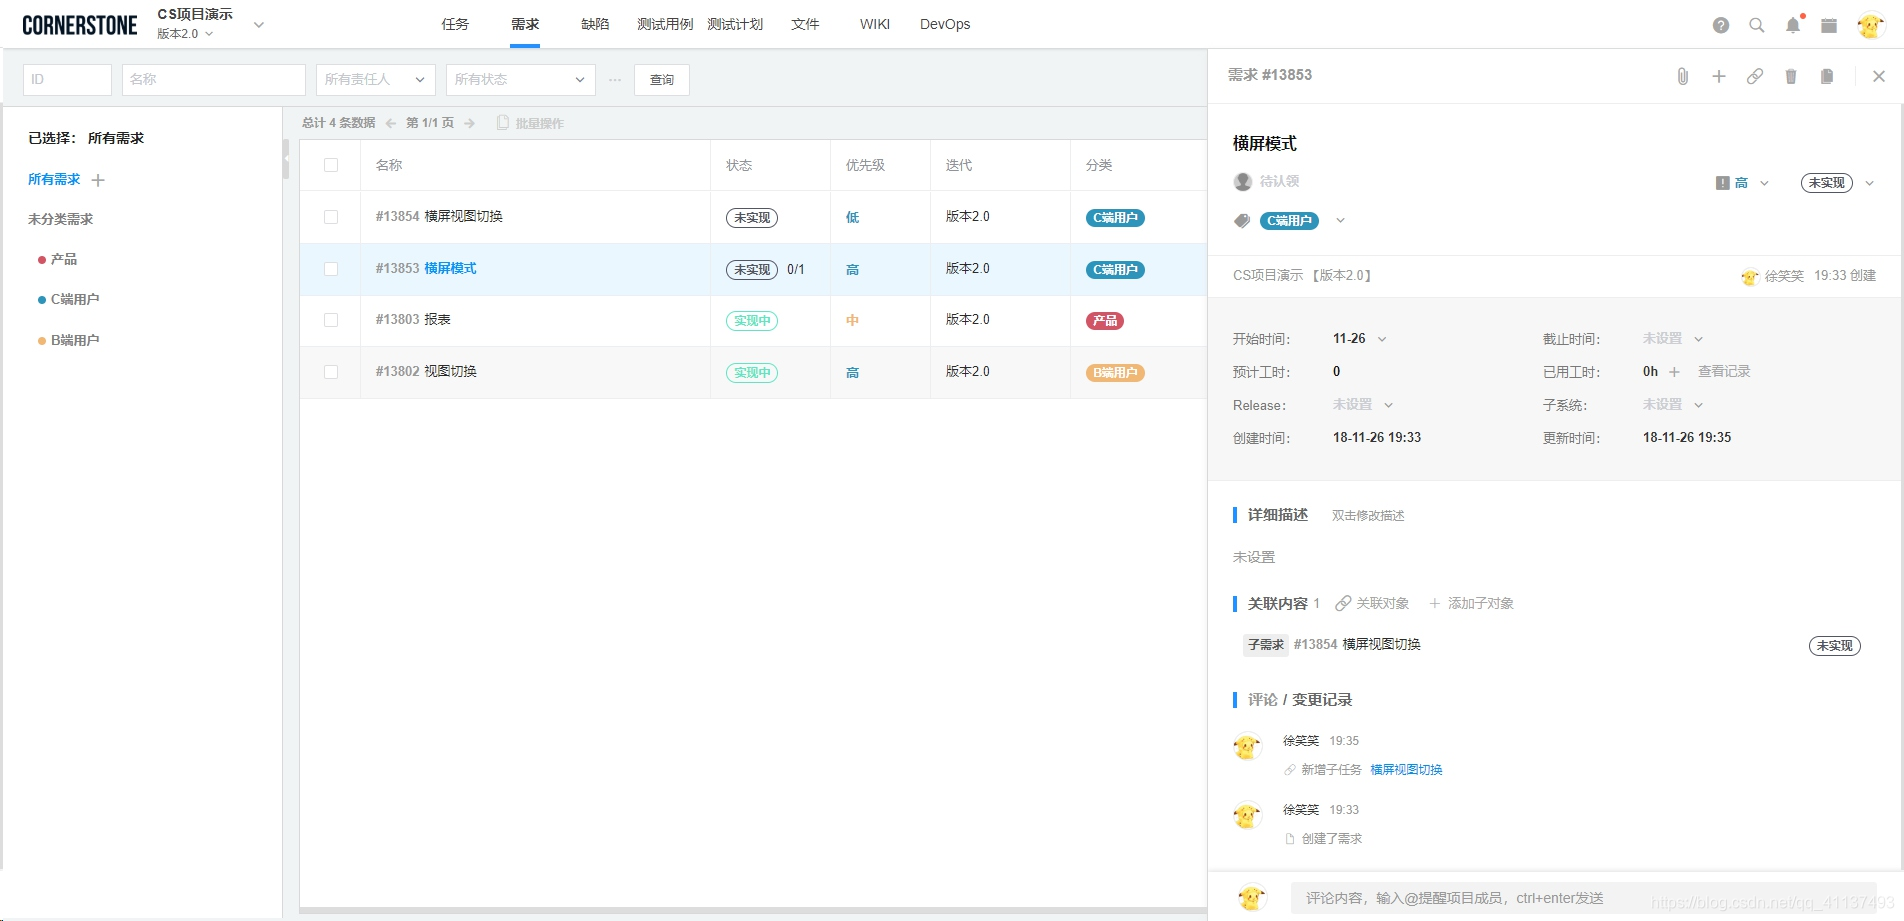 CORNERSTONE
CS项目演示
版本2.0
任务 需求 缺陷 测试用例 测试计划 文件 WIKI DevOps
ID 名称 所有责任人 所有状态 ··· 查询
已选择： 所有需求
所有需求
未分类需求
产品
C端用户
B端用户
总计 4 条数据 第 1/1 页 批量操作
名称 状态 优先级 迭代 分类
#13854 横屏视图切换 未实现 低 版本2.0 C端用户
#13853 横屏模式 未实现 0/1 高 版本2.0 C端用户
#13803 报表 实现中 中 版本2.0 产品
#13802 视图切换 实现中 高 版本2.0 B端用户
需求 #13853
横屏模式
待认领 高 未实现
C端用户
CS项目演示 【版本2.0】 徐笑笑 19:33 创建
开始时间： 11-26 截止时间： 未设置
预计工时： 0 已用工时： 0h 查看记录
Release： 未设置 子系统： 未设置
创建时间： 18-11-26 19:33 更新时间： 18-11-26 19:35
详细描述 双击修改描述
未设置
关联内容 1 关联对象 添加子对象
子需求 #13854 横屏视图切换 未实现
评论 / 变更记录
徐笑笑 19:35
新增子任务 横屏视图切换
徐笑笑 19:33
创建了需求
评论内容，输入@提醒项目成员，ctrl+enter发送
https://blog.csdn.net/qq_41137493